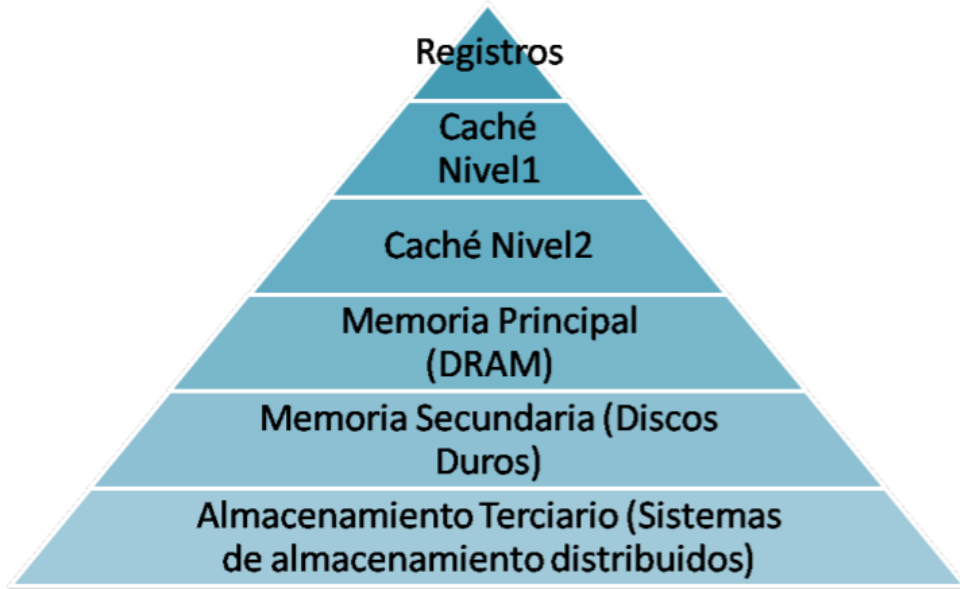 Registros
Caché
Nivel1
Caché Nivel2
Memoria Principal
(DRAM)
Memoria Secundaria (Discos
Duros)
Almacenamiento Terciario (Sistemas
de almacenamiento distribuidos)